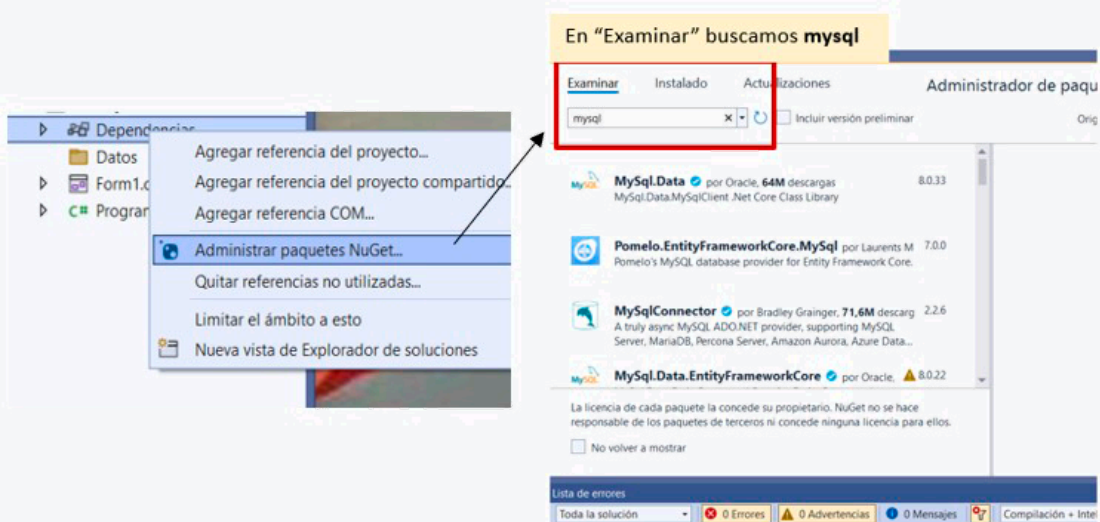 En “Examinar” buscamos mysql
Dependencias
Datos
Form1.c
C# Program
Agregar referencia del proyecto...
Agregar referencia del proyecto compartido..
Agregar referencia COM...
Administrar paquetes NuGet...
Quitar referencias no utilizadas...
Limitar el ámbito a esto
Nueva vista de Explorador de soluciones
Examinar Instalado Actualizaciones Administrador de paqu
mysql Incluir versión preliminar Orig
MySQL MySql.Data por Oracle, 64M descargas 8.0.33
MySql.Data.MySqlClient .Net Core Class Library
Pomelo.EntityFrameworkCore.MySql por Laurents M 7.0.0
Pomelo's MySQL database provider for Entity Framework Core.
MySqlConnector por Bradley Grainger, 71,6M descarg 2.2.6
A truly async MySQL ADO.NET provider, supporting MySQL
Server, MariaDB, Percona Server, Amazon Aurora, Azure Data...
MySQL MySql.Data.EntityFrameworkCore por Oracle, 8.0.22
La licencia de cada paquete la concede su propietario. NuGet no se hace
responsable de los paquetes de terceros ni concede ninguna licencia para ellos.
No volver a mostrar
Lista de errores
Toda la solución 0 Errores 0 Advertencias 0 Mensajes Compilación + Intel